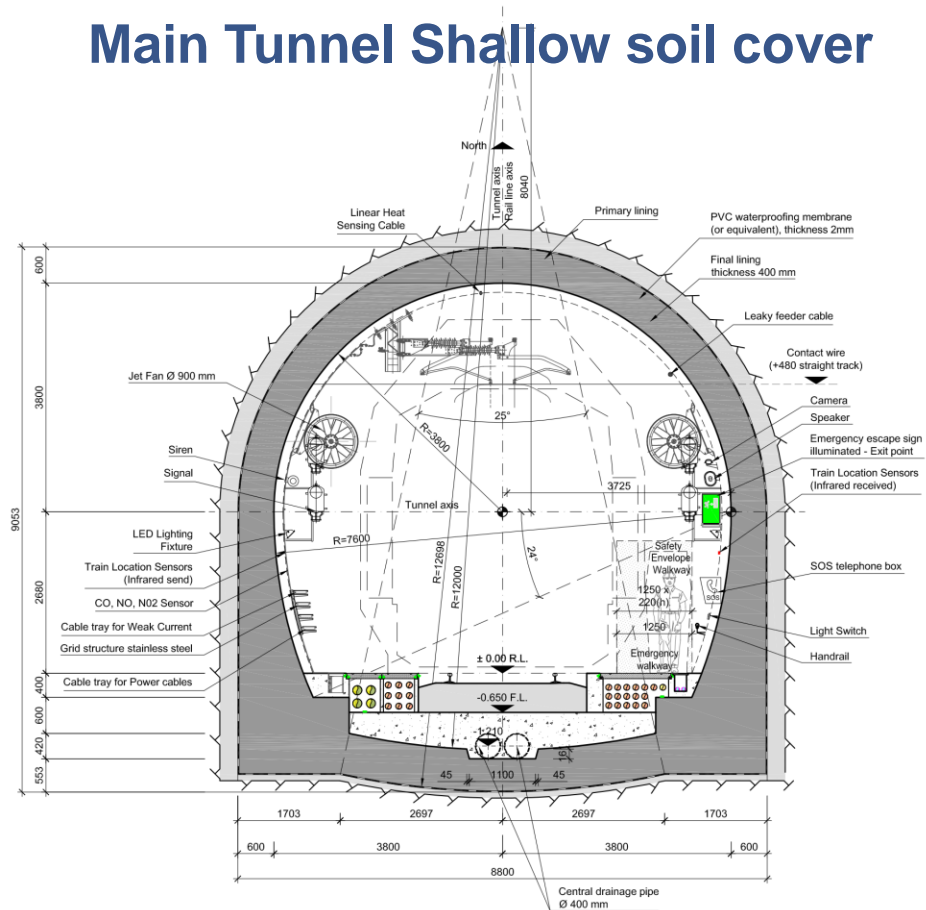 Main Tunnel Shallow soil cover
North
Tunnel axis
Rail line axis
8040
Linear Heat
Sensing Cable
Primary lining
PVC waterproofing membrane
(or equivalent), thickness 2mm
Final lining
thickness 400 mm
Leaky feeder cable
Contact wire
(+480 straight track)
Jet Fan Ø 900 mm
Camera
Speaker
Emergency escape sign
illuminated - Exit point
Train Location Sensors
(Infrared received)
25°
R=3800
Siren
Signal
3725
Tunnel axis
LED Lighting
Fixture
R=7600
Train Location Sensors
(Infrared send)
CO, NO, N02 Sensor
Cable tray for Weak Current
Grid structure stainless steel
Cable tray for Power cables
R=12698
R=12000
24°
Safety
Envelope
Walkway
1250 x
220(h)
1250
Emergency
walkway
SOS telephone box
SOS
Light Switch
Handrail
± 0.00 R.L.
-0.650 F.L.
-1.210
16
45
1100
45
600
3800
9053
2680
400
600
420
553
1703
2697
2697
1703
600
3800
3800
600
8800
Central drainage pipe
Ø 400 mm